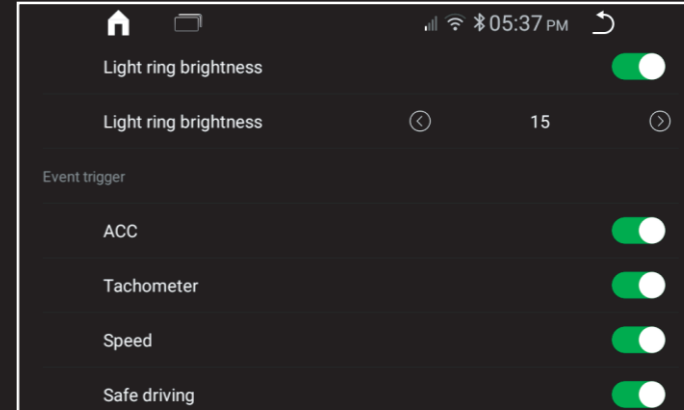 05:37 PM
Light ring brightness
Light ring brightness 15
Event trigger
ACC
Tachometer
Speed
Safe driving